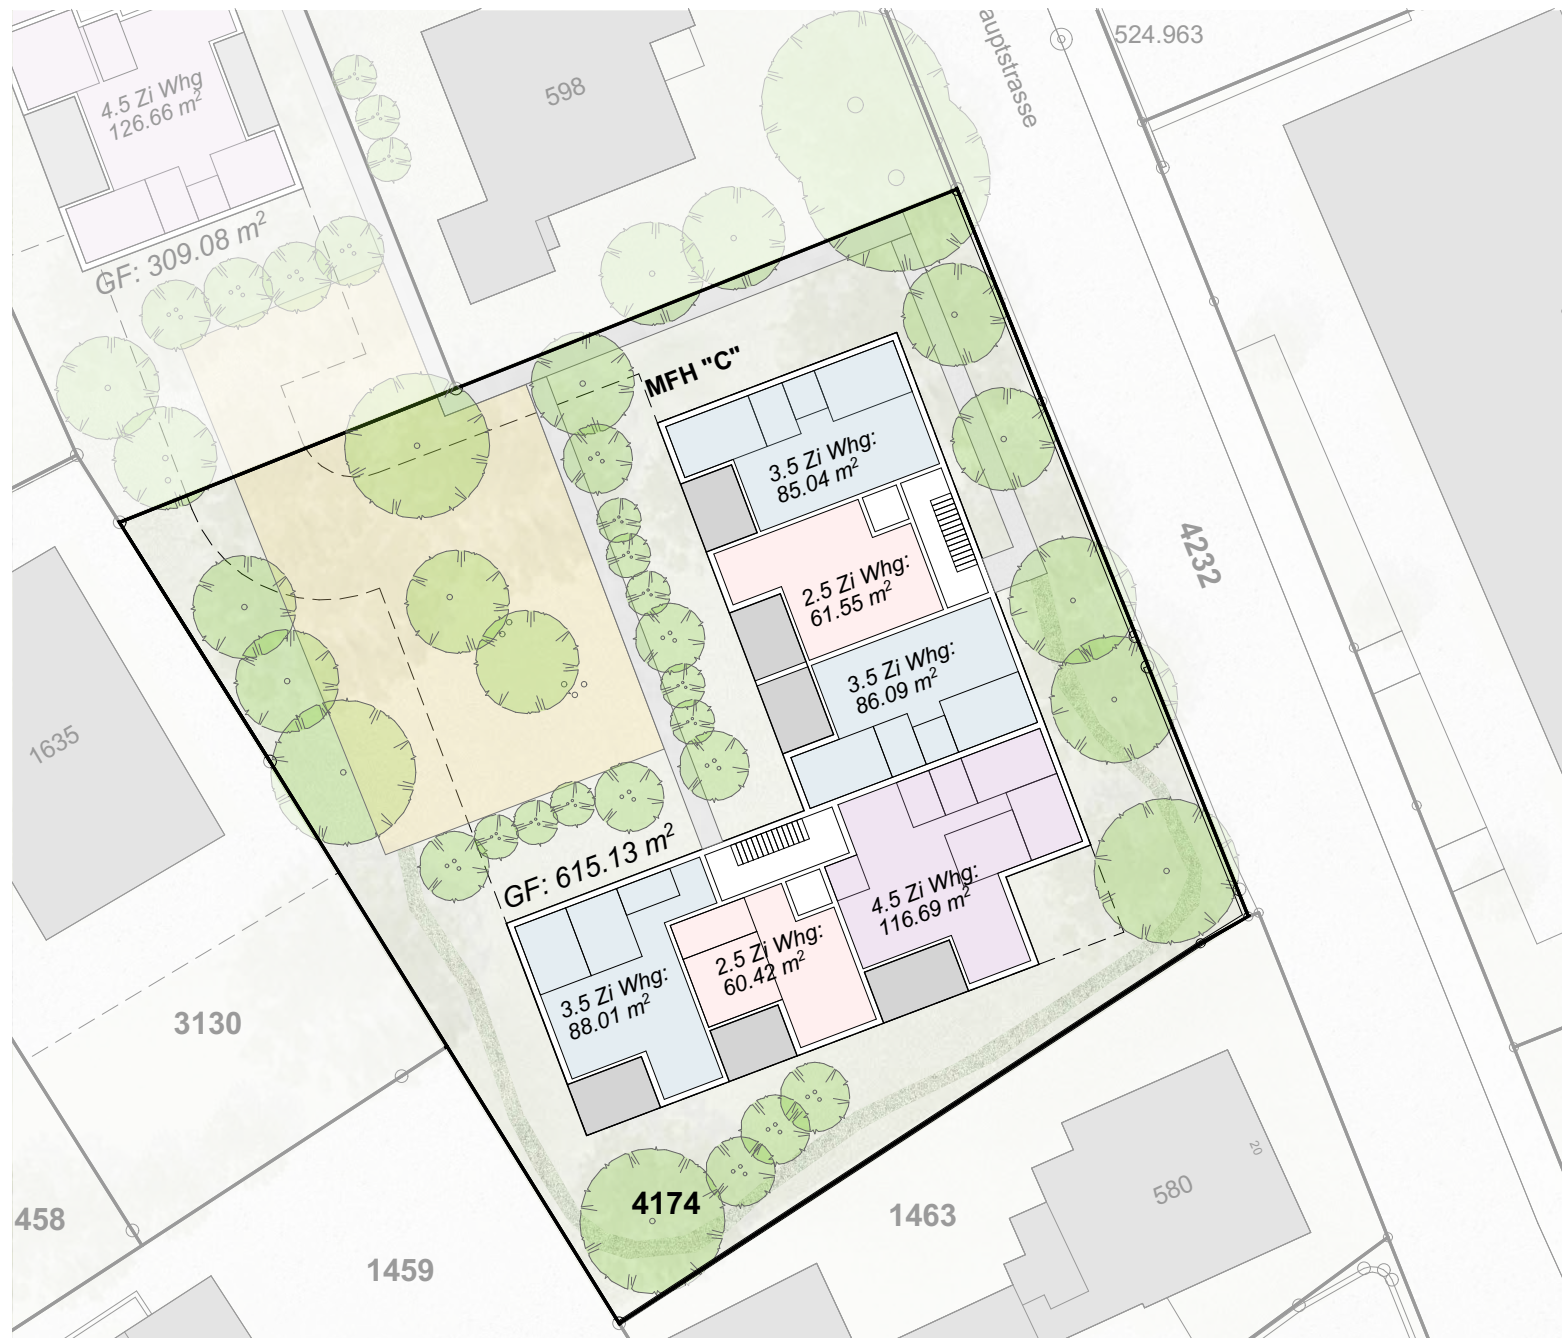 524.963
auptstrasse
4.5 Zi Whg
126.66 m²
598
GF: 309.08 m²
MFH "C"
3.5 Zi Whg:
85.04 m²
4232
2.5 Zi Whg:
61.55 m²
3.5 Zi Whg:
86.09 m²
1635
GF: 615.13 m²
4.5 Zi Whg:
116.69 m²
2.5 Zi Whg:
60.42 m²
3.5 Zi Whg:
88.01 m²
3130
20
580
4174
1463
458
1459